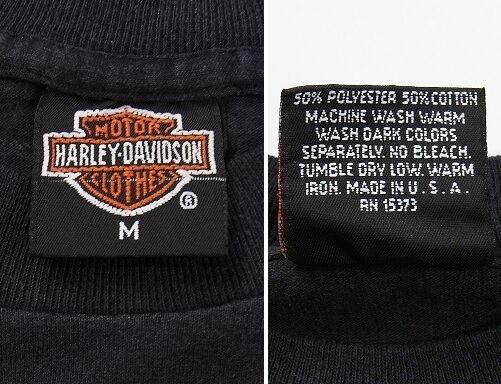 MOTOR
HARLEY-DAVIDSON
CLOTHES
®
M
50% POLYESTER 50% COTTON
MACHINE WASH WARM
WASH DARK COLORS
SEPARATELY. NO BLEACH.
TUMBLE DRY LOW. WARM
IRON. MADE IN U.S.A.
RN 15373